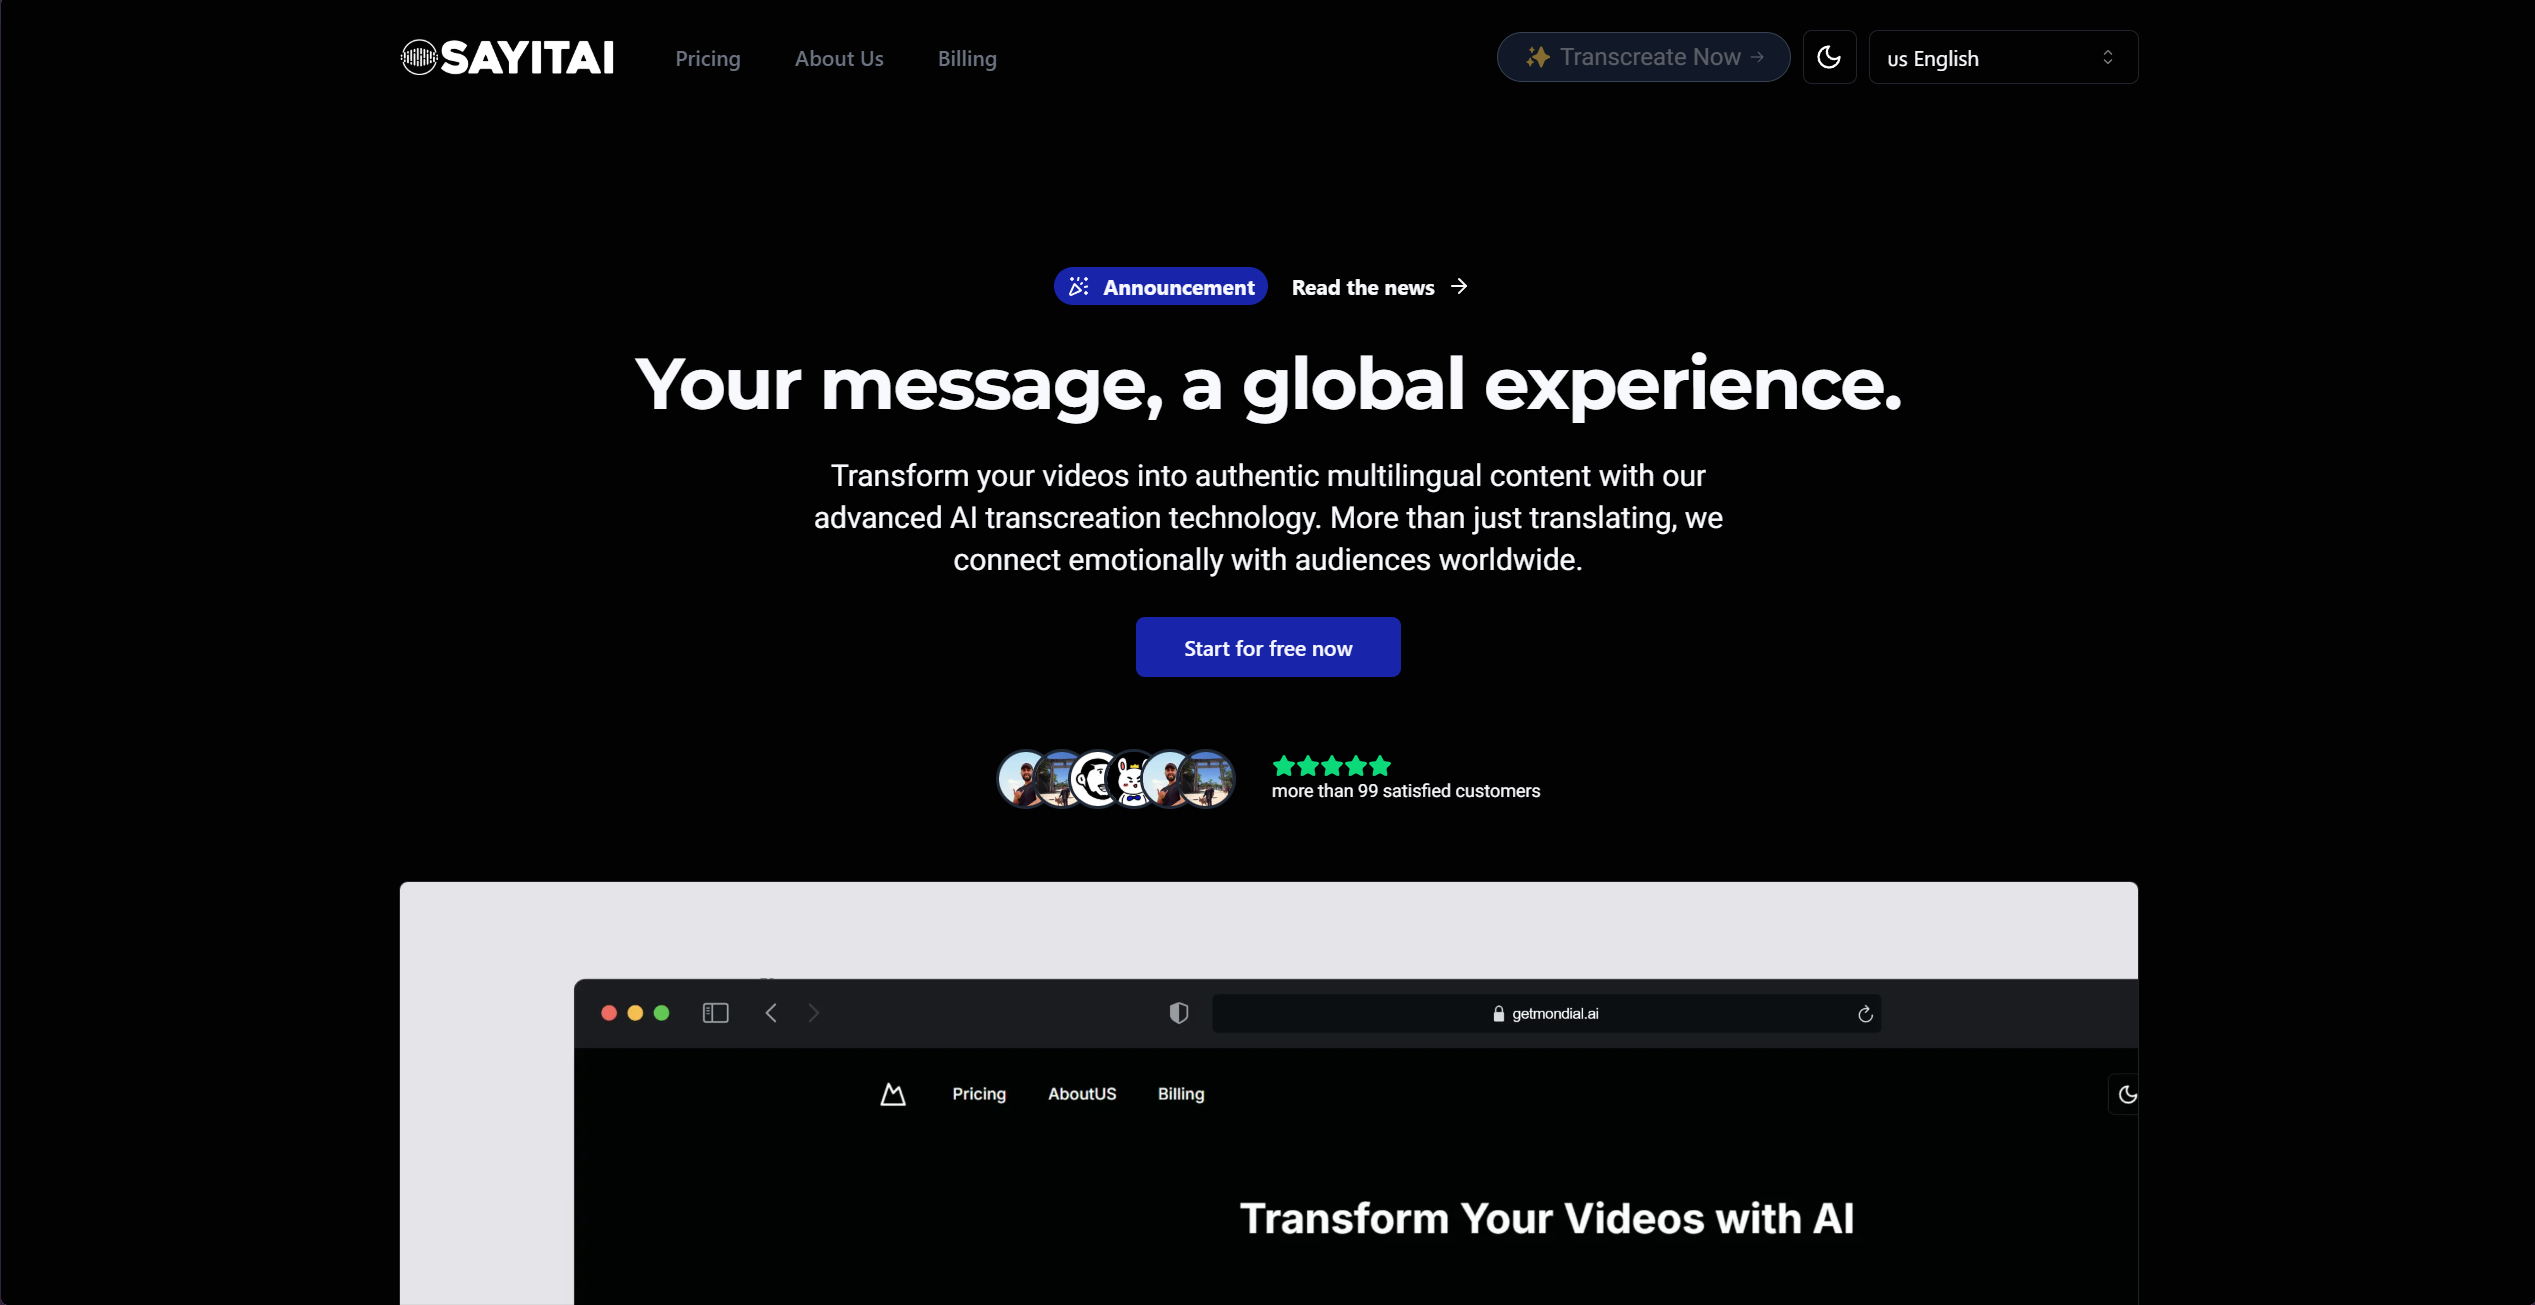 SAYITAI
Pricing
About Us
Billing
✨ Transcreate Now →
us English
Announcement
Read the news →
Your message, a global experience.
Transform your videos into authentic multilingual content with our
advanced AI transcreation technology. More than just translating, we
connect emotionally with audiences worldwide.
Start for free now
more than 99 satisfied customers
getmondial.ai
Pricing
AboutUS
Billing
Transform Your Videos with AI